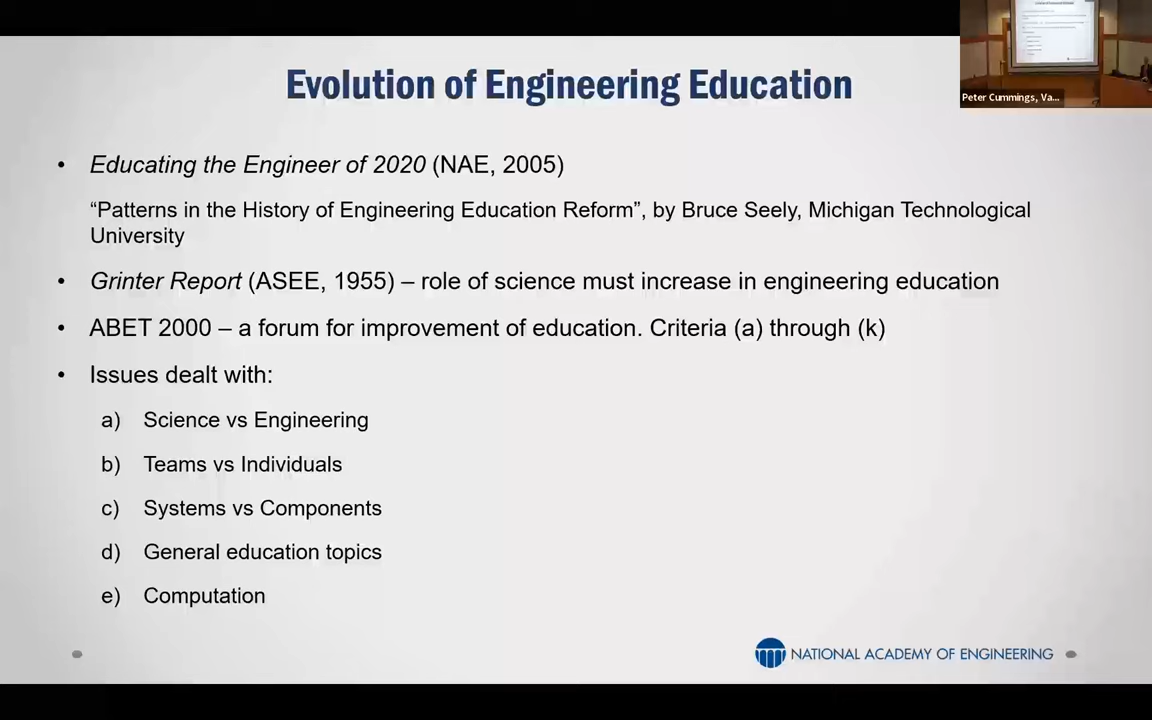 Evolution of Engineering Education
Peter Cummings, Va...
• Educating the Engineer of 2020 (NAE, 2005)
“Patterns in the History of Engineering Education Reform”, by Bruce Seely, Michigan Technological
University
• Grinter Report (ASEE, 1955) – role of science must increase in engineering education
• ABET 2000 – a forum for improvement of education. Criteria (a) through (k)
• Issues dealt with:
a) Science vs Engineering
b) Teams vs Individuals
c) Systems vs Components
d) General education topics
e) Computation
NATIONAL ACADEMY OF ENGINEERING